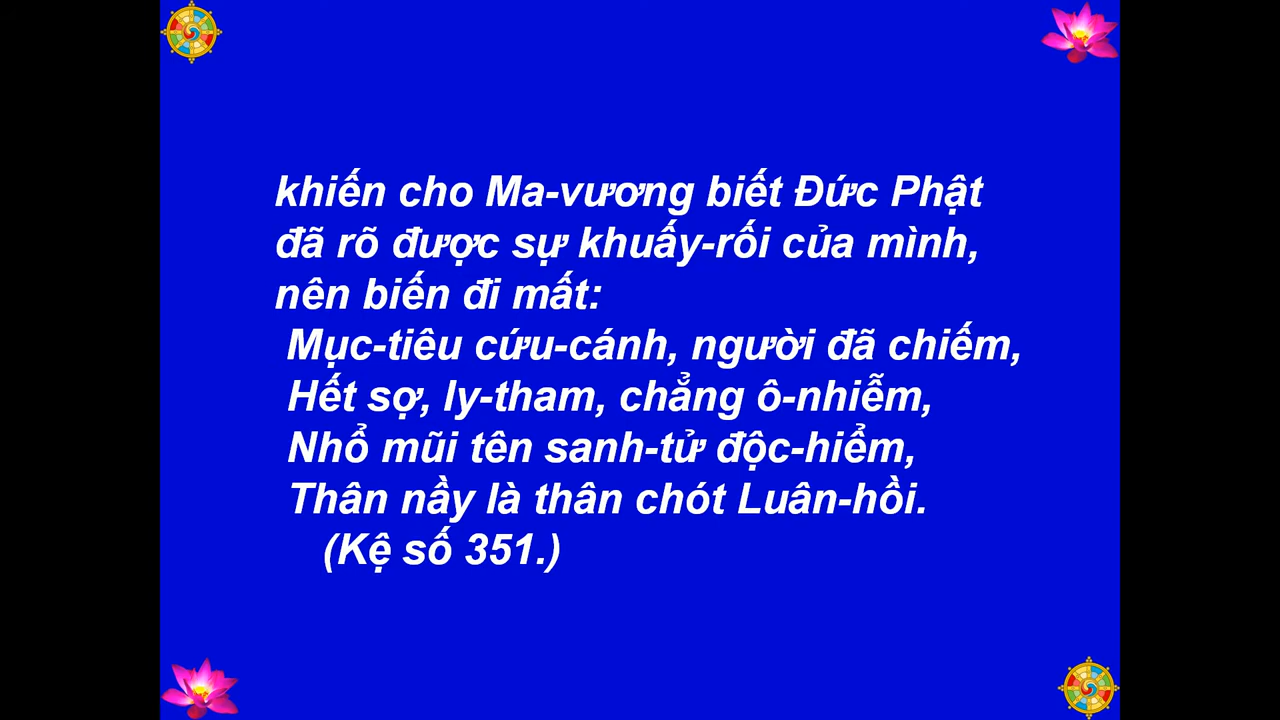 khiến cho Ma-vương biết Đức Phật
đã rõ được sự khuấy-rối của mình,
nên biến đi mất:
Mục-tiêu cứu-cánh, người đã chiếm,
Hết sợ, ly-tham, chẳng ô-nhiễm,
Nhổ mũi tên sanh-tử độc-hiểm,
Thân nầy là thân chót Luân-hồi.
(Kệ số 351.)